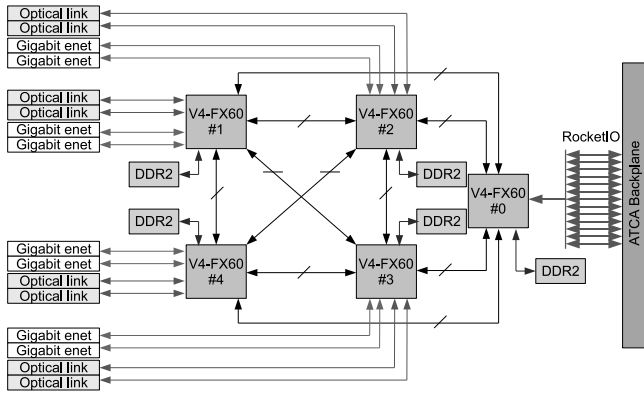 Optical link
Optical link
Gigabit enet
Gigabit enet
Optical link
Optical link
Gigabit enet
Gigabit enet
V4-FX60
#1
V4-FX60
#2
RocketIO
DDR2
DDR2
V4-FX60
#0
ATCA Backplane
DDR2
DDR2
Gigabit enet
Gigabit enet
Optical link
Optical link
V4-FX60
#4
V4-FX60
#3
DDR2
Gigabit enet
Gigabit enet
Optical link
Optical link